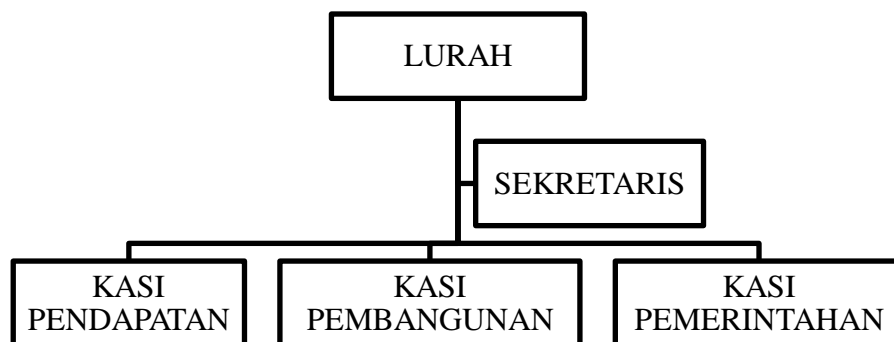 LURAH
SEKRETARIS
KASI
PENDAPATAN
KASI
PEMBANGUNAN
KASI
PEMERINTAHAN